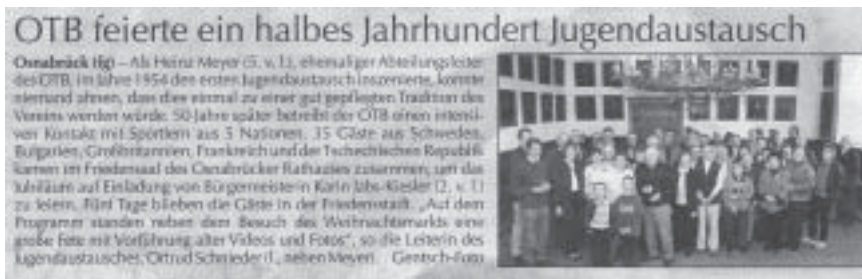 OTB feierte ein halbes Jahrhundert Jugendaustausch
Osnabrück (fg) – Als Heinz Meyer (5. v. l.), ehemaliger Abteilungsleiter
des OTB, im Jahre 1954 den ersten Jugendaustausch inszenierte, konnte
niemand ahnen, dass dies einmal zu einer gut gepflegten Tradition des
Vereins werden würde. 50 Jahre später betreibt der OTB einen intensi-
ven Kontakt mit Sportlern aus 5 Nationen. 35 Gäste aus Schweden,
Bulgarien, Großbritannien, Frankreich und der Tschechischen Republik
kamen im Friedenssaal des Osnabrücker Rathauses zusammen, um das
Jubiläum auf Einladung von Bürgermeisterin Karin Jabs-Kiesler (2. v. l.)
zu feiern. Fünf Tage blieben die Gäste in der Friedensstadt. „Auf dem
Programm standen neben dem Besuch des Weihnachtsmarkts eine
große Fete mit Vorführung alter Videos und Fotos“, so die Leiterin des
Jugendaustausches, Ortrud Schnieder (l., neben Meyer). Gentsch-Foto